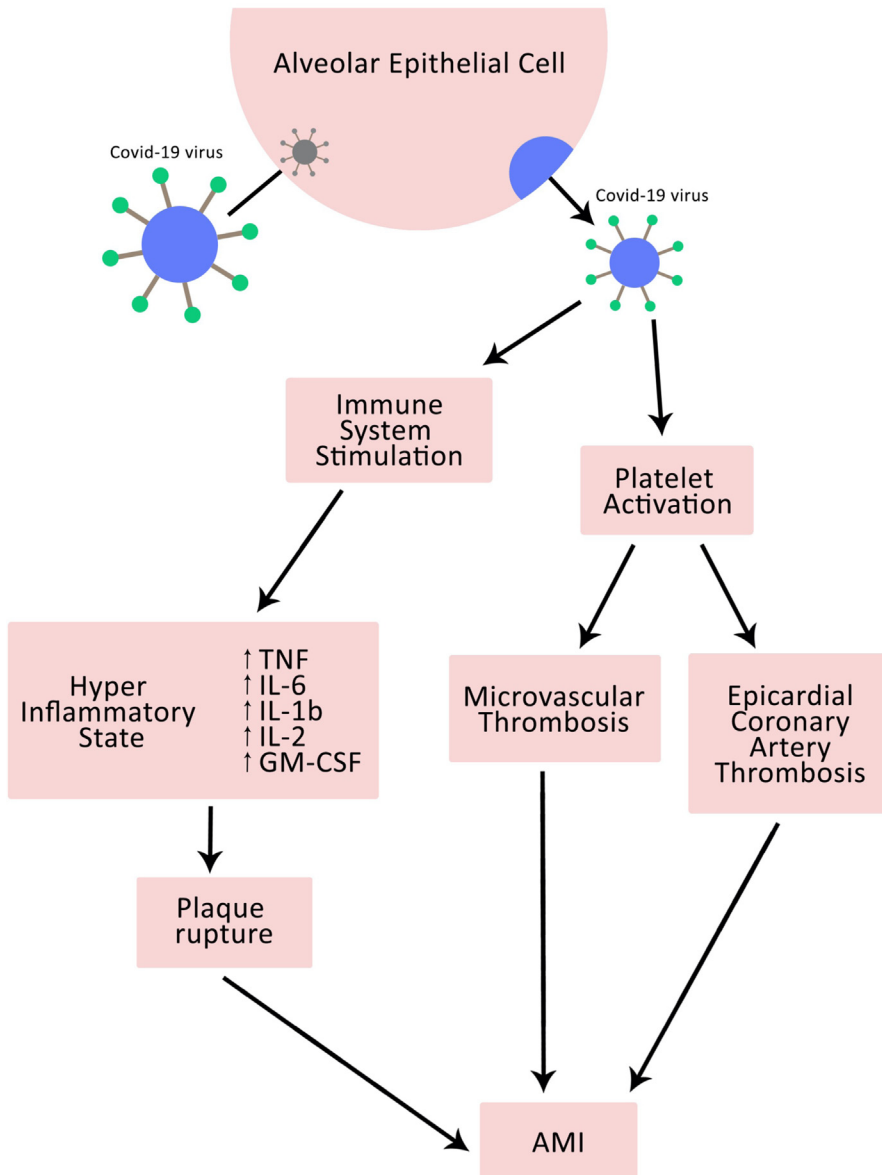 Alveolar Epithelial Cell
Covid-19 virus
Covid-19 virus
Immune
System
Stimulation
Platelet
Activation
Hyper
Inflammatory
State
↑ TNF
↑ IL-6
↑ IL-1b
↑ IL-2
↑ GM-CSF
Microvascular
Thrombosis
Epicardial
Coronary
Artery
Thrombosis
Plaque
rupture
AMI